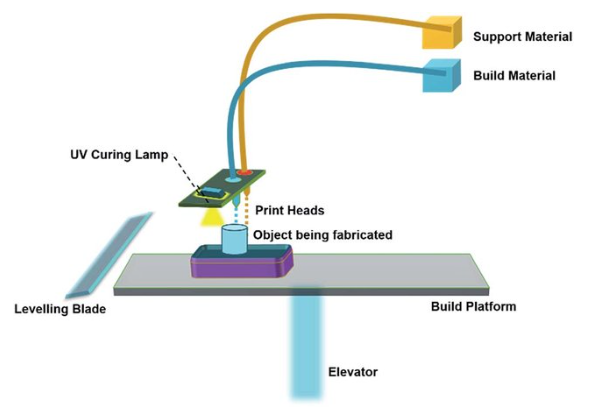 Support Material
Build Material
UV Curing Lamp
Print Heads
Object being fabricated
Levelling Blade
Build Platform
Elevator